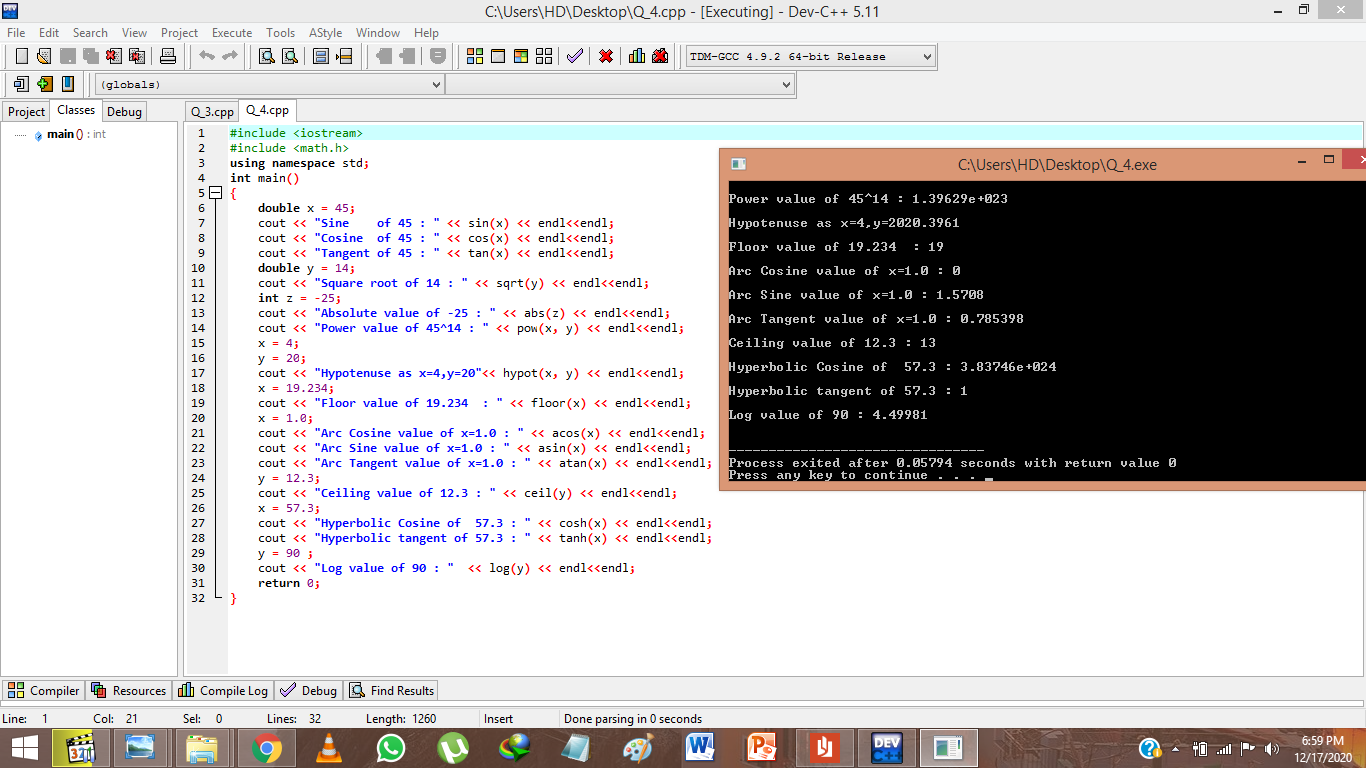 C:\Users\HD\Desktop\Q_4.cpp - [Executing] - Dev-C++ 5.11
File Edit Search View Project Execute Tools AStyle Window Help
TDM-GCC 4.9.2 64-bit Release
(globals)
Project Classes Debug
Q_3.cpp Q_4.cpp
main () : int
1 #include <iostream>
2 #include <math.h>
3 using namespace std;
4 int main()
5 {
6 double x = 45;
7 cout << "Sine    of 45 : " << sin(x) << endl<<endl;
8 cout << "Cosine  of 45 : " << cos(x) << endl<<endl;
9 cout << "Tangent of 45 : " << tan(x) << endl<<endl;
10 double y = 14;
11 cout << "Square root of 14 : " << sqrt(y) << endl<<endl;
12 int z = -25;
13 cout << "Absolute value of -25 : " << abs(z) << endl<<endl;
14 cout << "Power value of 45^14 : " << pow(x, y) << endl<<endl;
15 x = 4;
16 y = 20;
17 cout << "Hypotenuse as x=4,y=20"<< hypot(x, y) << endl<<endl;
18 x = 19.234;
19 cout << "Floor value of 19.234  : " << floor(x) << endl<<endl;
20 x = 1.0;
21 cout << "Arc Cosine value of x=1.0 : " << acos(x) << endl<<endl;
22 cout << "Arc Sine value of x=1.0 : " << asin(x) << endl<<endl;
23 cout << "Arc Tangent value of x=1.0 : " << atan(x) << endl<<endl;
24 y = 12.3;
25 cout << "Ceiling value of 12.3 : " << ceil(y) << endl<<endl;
26 x = 57.3;
27 cout << "Hyperbolic Cosine of  57.3 : " << cosh(x) << endl<<endl;
28 cout << "Hyperbolic tangent of 57.3 : " << tanh(x) << endl<<endl;
29 y = 90 ;
30 cout << "Log value of 90 : "  << log(y) << endl<<endl;
31 return 0;
32 }
C:\Users\HD\Desktop\Q_4.exe
Power value of 45^14 : 1.39629e+023
Hypotenuse as x=4,y=2020.3961
Floor value of 19.234  : 19
Arc Cosine value of x=1.0 : 0
Arc Sine value of x=1.0 : 1.5708
Arc Tangent value of x=1.0 : 0.785398
Ceiling value of 12.3 : 13
Hyperbolic Cosine of  57.3 : 3.83746e+024
Hyperbolic tangent of 57.3 : 1
Log value of 90 : 4.49981
--------------------------------
Process exited after 0.05794 seconds with return value 0
Press any key to continue . . . _
Compiler Resources Compile Log Debug Find Results
Line: 1 Col: 21 Sel: 0 Lines: 32 Length: 1260 Insert Done parsing in 0 seconds
6:59 PM
12/17/2020